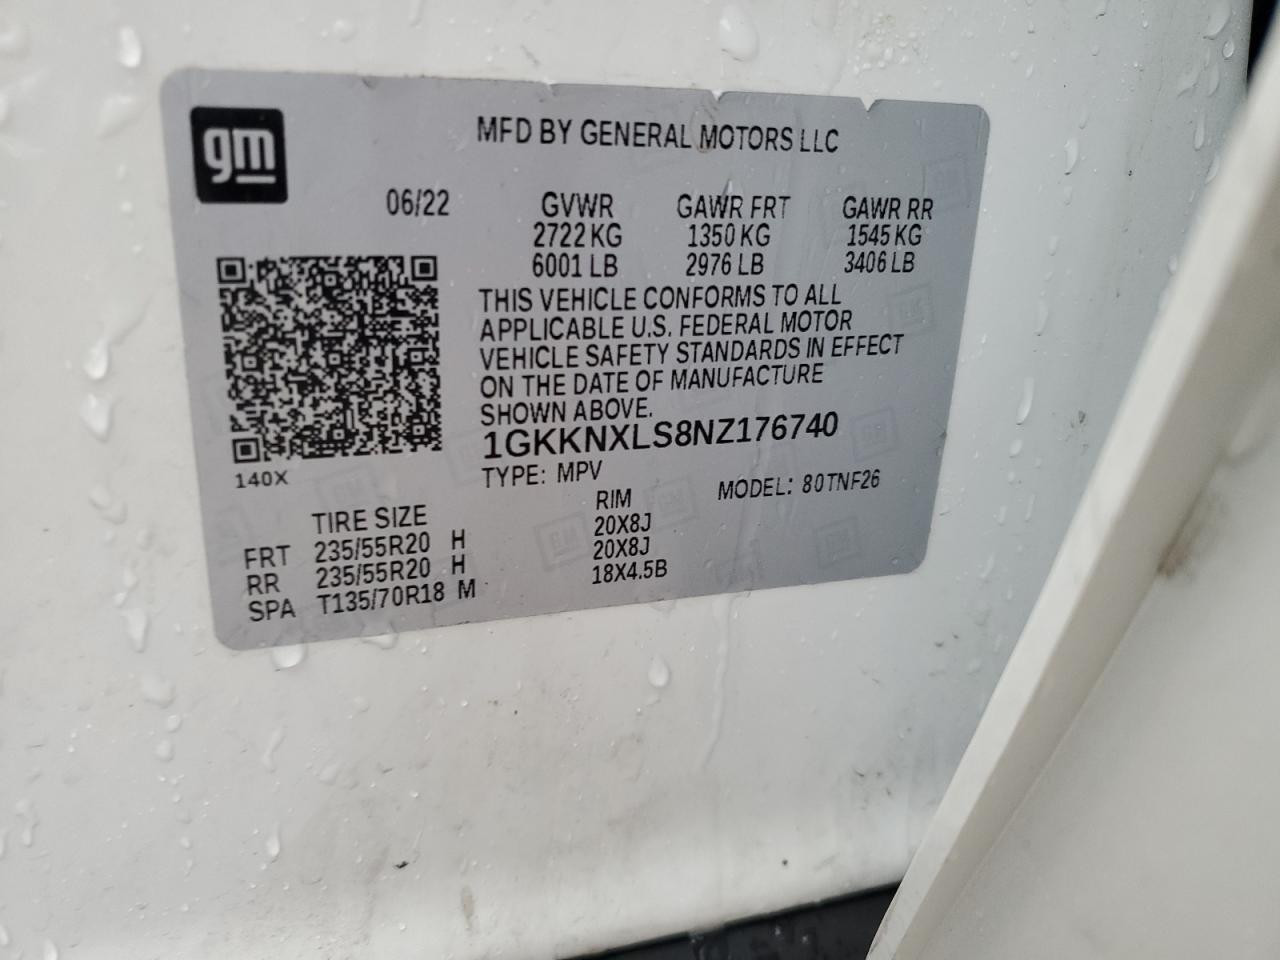 gm
MFD BY GENERAL MOTORS LLC
06/22 GVWR GAWR FRT GAWR RR
2722 KG 1350 KG 1545 KG
6001 LB 2976 LB 3406 LB
THIS VEHICLE CONFORMS TO ALL
APPLICABLE U.S. FEDERAL MOTOR
VEHICLE SAFETY STANDARDS IN EFFECT
ON THE DATE OF MANUFACTURE
SHOWN ABOVE.
1GKKNXLS8NZ176740
140X
TYPE: MPV MODEL: 80TNF26
TIRE SIZE RIM
FRT 235/55R20 H 20X8J
RR 235/55R20 H 20X8J
SPA T135/70R18 M 18X4.5B